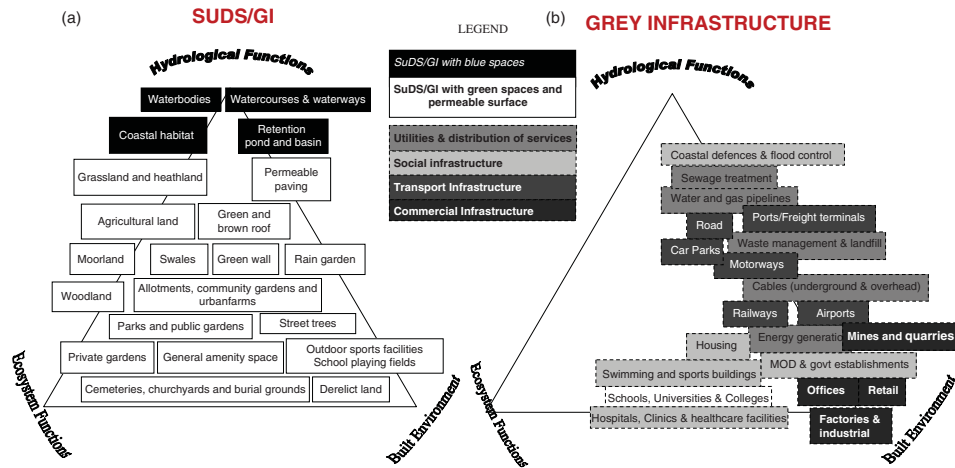 (a)
SUDS/GI
Hydrological Functions
Waterbodies
Watercourses & waterways
Coastal habitat
Retention
pond and basin
Grassland and heathland
Permeable
paving
Agricultural land
Green and
brown roof
Moorland
Swales
Green wall
Rain garden
Woodland
Allotments, community gardens and
urbanfarms
Parks and public gardens
Street trees
Private gardens
General amenity space
Outdoor sports facilities
School playing fields
Cemeteries, churchyards and burial grounds
Derelict land
Ecosystem Functions
Built Environment
LEGEND
SuDS/GI with blue spaces
SuDS/GI with green spaces and
permeable surface
Utilities & distribution of services
Social infrastructure
Transport Infrastructure
Commercial Infrastructure
(b)
GREY INFRASTRUCTURE
Hydrological Functions
Coastal defences & flood control
Sewage treatment
Water and gas pipelines
Road
Ports/Freight terminals
Car Parks
Waste management & landfill
Motorways
Cables (underground & overhead)
Railways
Airports
Housing
Energy generatio
Mines and quarries
Swimming and sports buildings
MOD & govt establishments
Schools, Universities & Colleges
Offices
Retail
Hospitals, Clinics & healthcare facilities
Factories &
industrial
Ecosystem Functions
Built Environment